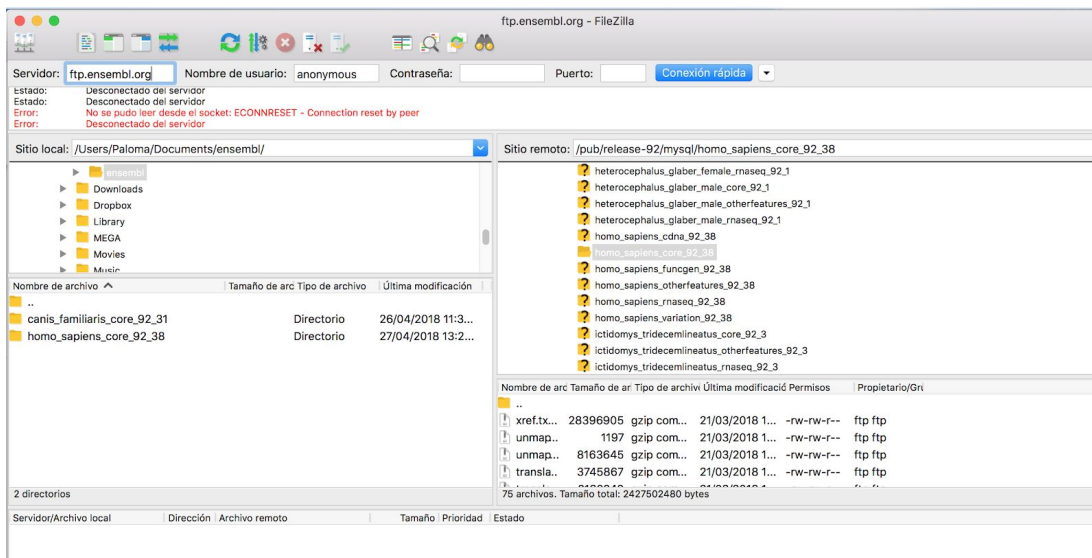 ftp.ensembl.org - FileZilla
Servidor: ftp.ensembl.org Nombre de usuario: anonymous Contraseña: Puerto: Conexión rápida
Estado: Desconectado del servidor
Estado: Desconectado del servidor
Error: No se pudo leer desde el socket: ECONNRESET - Connection reset by peer
Error: Desconectado del servidor
Sitio local: /Users/Paloma/Documents/ensembl/
ensembl
Downloads
Dropbox
Library
MEGA
Movies
Music
Nombre de archivo Tamaño de arc Tipo de archivo Última modificación
..
canis_familiaris_core_92_31 Directorio 26/04/2018 11:3...
homo_sapiens_core_92_38 Directorio 27/04/2018 13:2...
2 directorios
Sitio remoto: /pub/release-92/mysql/homo_sapiens_core_92_38
heterocephalus_glaber_female_rnaseq_92_1
heterocephalus_glaber_male_core_92_1
heterocephalus_glaber_male_otherfeatures_92_1
heterocephalus_glaber_male_rnaseq_92_1
homo_sapiens_cdna_92_38
homo_sapiens_core_92_38
homo_sapiens_funcgen_92_38
homo_sapiens_otherfeatures_92_38
homo_sapiens_rnaseq_92_38
homo_sapiens_variation_92_38
ictidomys_tridecemlineatus_core_92_3
ictidomys_tridecemlineatus_otherfeatures_92_3
ictidomys_tridecemlineatus_rnaseq_92_3
Nombre de arc Tamaño de ar Tipo de archiv Última modificació Permisos Propietario/Gru
..
xref.tx... 28396905 gzip com... 21/03/2018 1... -rw-rw-r-- ftp ftp
unmap... 1197 gzip com... 21/03/2018 1... -rw-rw-r-- ftp ftp
unmap... 8163645 gzip com... 21/03/2018 1... -rw-rw-r-- ftp ftp
transla.. 3745867 gzip com... 21/03/2018 1... -rw-rw-r-- ftp ftp
75 archivos. Tamaño total: 2427502480 bytes
Servidor/Archivo local Dirección Archivo remoto Tamaño Prioridad Estado